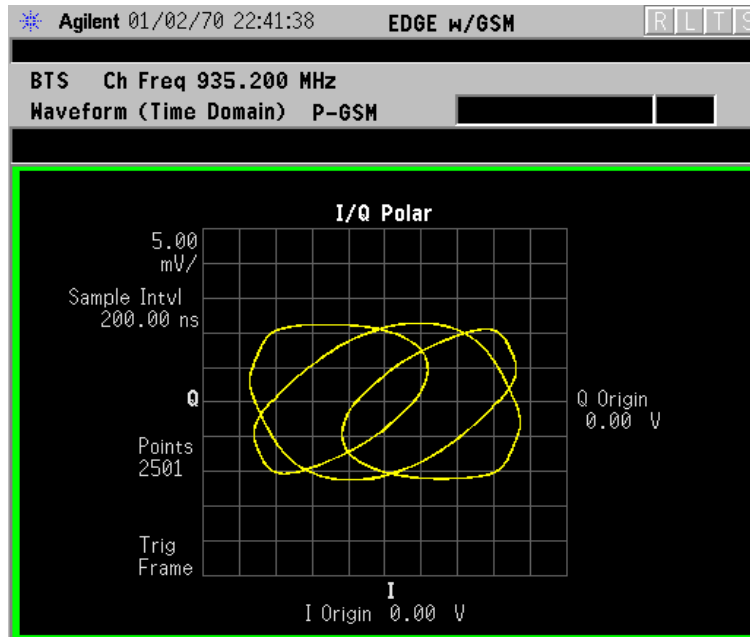 Agilent 01/02/70 22:41:38 EDGE w/GSM R L T S
BTS Ch Freq 935.200 MHz
Waveform (Time Domain) P-GSM
I/Q Polar
5.00
mV/
Sample Intvl
200.00 ns
Q
Q Origin
0.00 V
Points
2501
Trig
Frame
I
I Origin 0.00 V